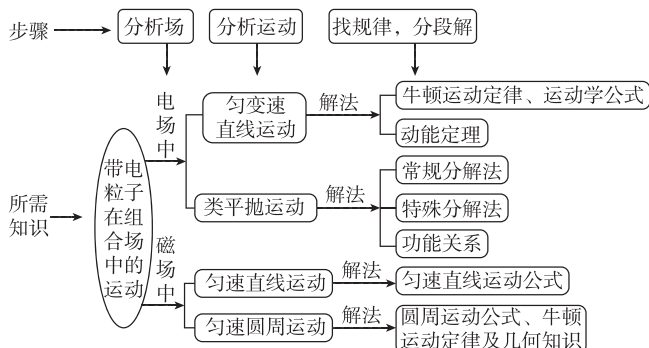 步骤
分析场
分析运动
找规律，分段解
所需
知识
带电
粒子
在组
合场
中的
运动
电
场
中
匀变速
直线运动
解法
牛顿运动定律、运动学公式
动能定理
类平抛运动
解法
常规分解法
特殊分解法
功能关系
磁
场
中
匀速直线运动
解法
匀速直线运动公式
匀速圆周运动
解法
圆周运动公式、牛顿
运动定律及几何知识